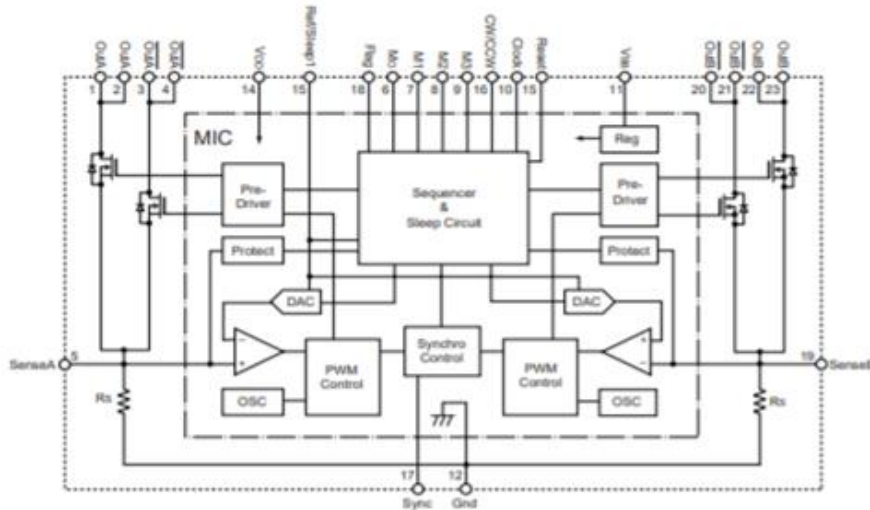 OutA OutA OutA OutA Vcc Ref/Sleep1 Flag Mo M1 M2 M3 CW/CCW Clock Reset OutB OutB OutB OutB
1 2 3 4 14 15 18 6 7 8 9 16 10 15 11 20 21 22 23
MIC
Reg
Pre-
Driver
Sequencer
&
Sleep Circuit
Pre-
Driver
Protect
Protect
DAC
DAC
Synchro
Control
PWM
Control
PWM
Control
5
SenseA
19
SenseB
− +
+ −
Rs
OSC
OSC
Rs
17 12
Sync Gnd